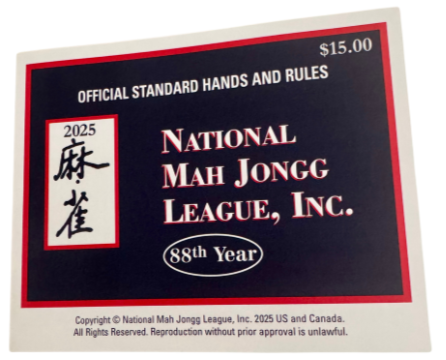 $15.00
OFFICIAL STANDARD HANDS AND RULES
2025
麻
雀
NATIONAL
MAH JONGG
LEAGUE, INC.
88th Year
Copyright © National Mah Jongg League, Inc. 2025 US and Canada.
All Rights Reserved. Reproduction without prior approval is unlawful.